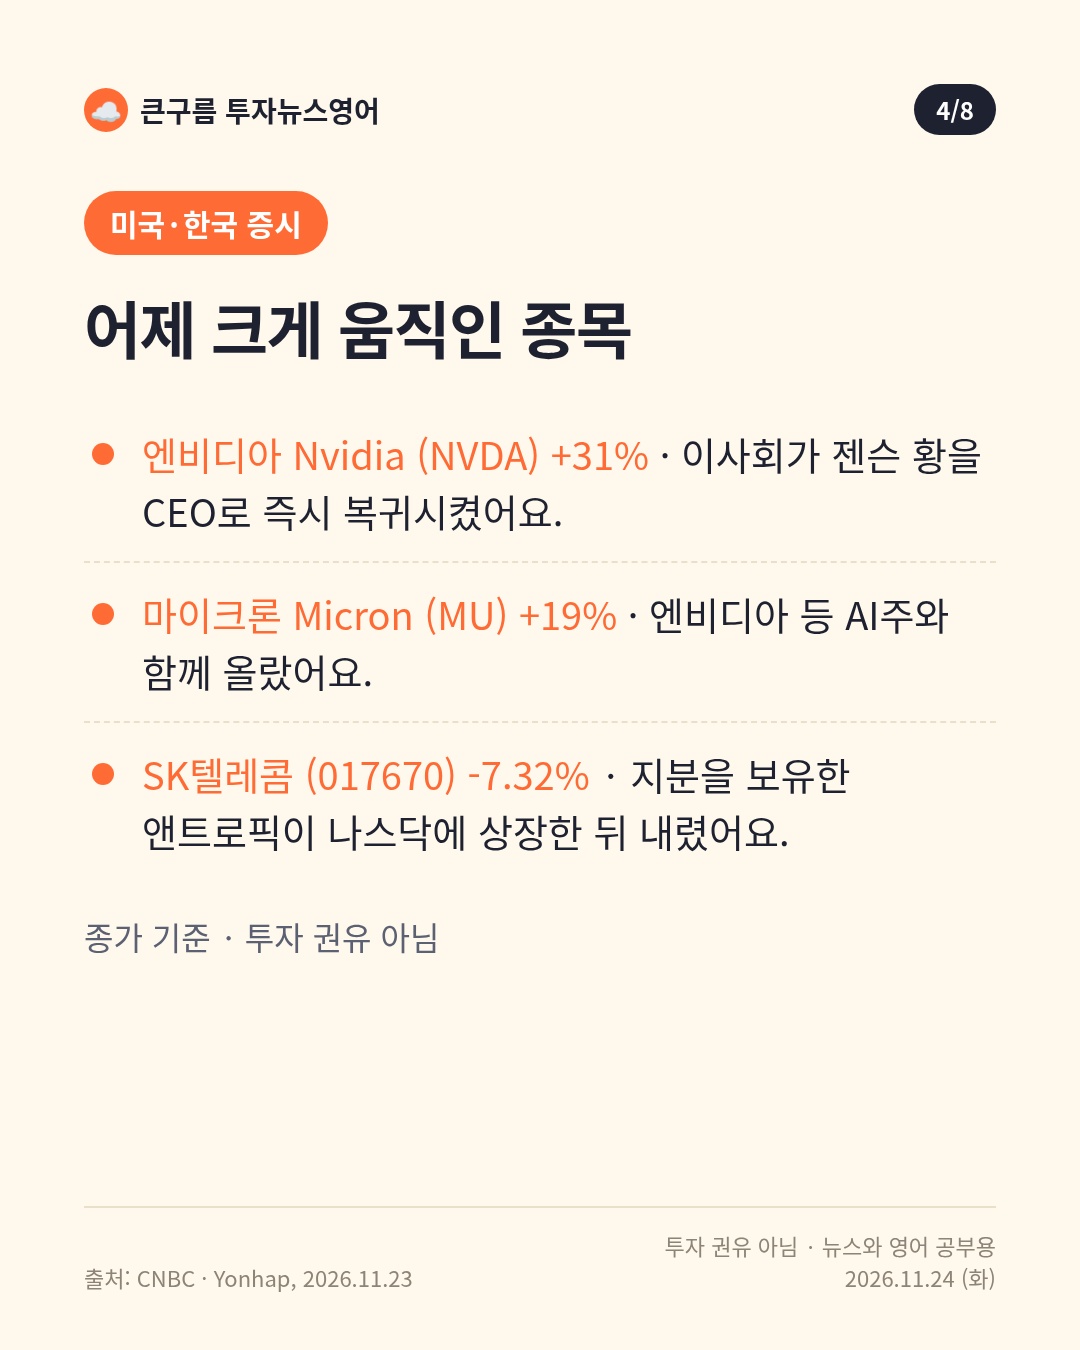 큰구름 투자뉴스영어
4/8
미국·한국 증시
어제 크게 움직인 종목
엔비디아 Nvidia (NVDA) +31% · 이사회가 젠슨 황을
CEO로 즉시 복귀시켰어요.
마이크론 Micron (MU) +19% · 엔비디아 등 AI주와
함께 올랐어요.
SK텔레콤 (017670) -7.32% · 지분을 보유한
앤트로픽이 나스닥에 상장한 뒤 내렸어요.
종가 기준 · 투자 권유 아님
투자 권유 아님 · 뉴스와 영어 공부용
출처: CNBC · Yonhap, 2026.11.23
2026.11.24 (화)